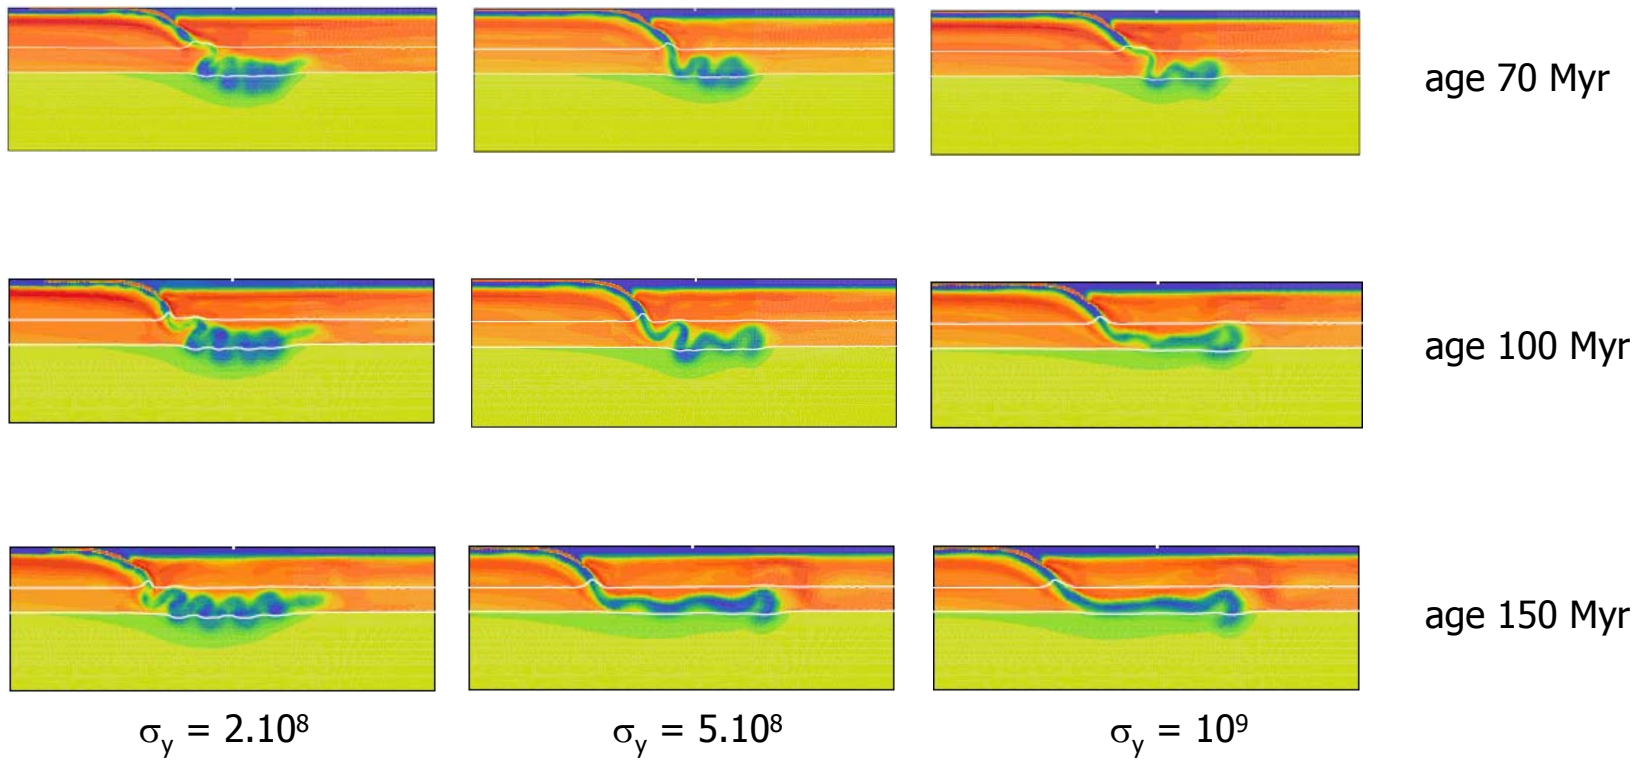 age 70 Myr
age 100 Myr
age 150 Myr
σy = 2.10⁸ σy = 5.10⁸ σy = 10⁹